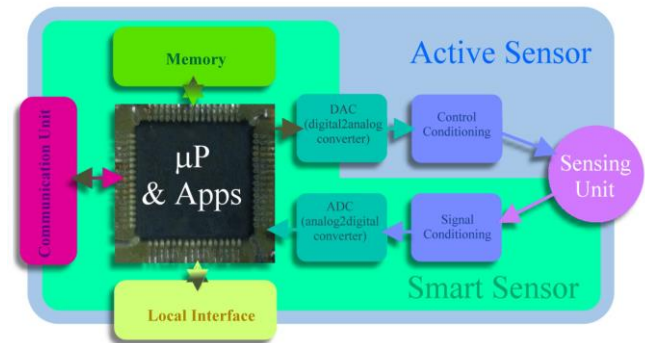 Active Sensor
Memory
Communication Unit
μP
& Apps
DAC
(digital2analog
converter)
Control
Conditioning
Sensing
Unit
ADC
(analog2digital
converter)
Signal
Conditioning
Smart Sensor
Local Interface